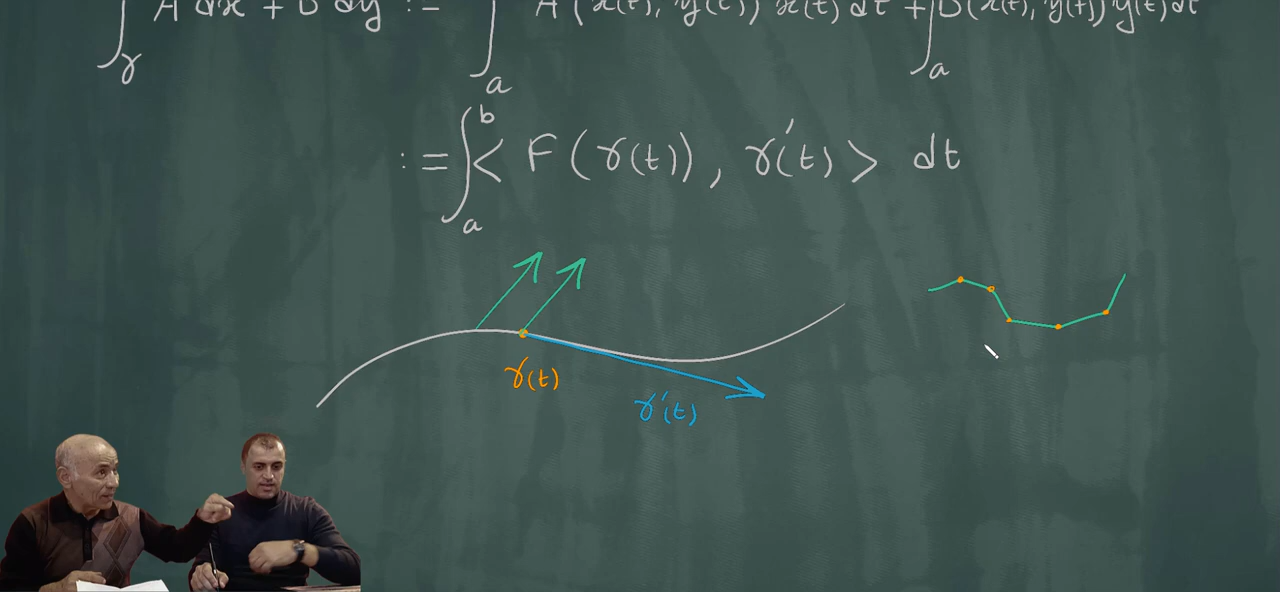 ∫γ A dx + B dy := ∫a A(x(t), y(t)) x'(t) dt + ∫a B(x(t), y(t)) y'(t) dt
:= ∫a^b < F(γ(t)), γ'(t) > dt
γ(t)
γ'(t)